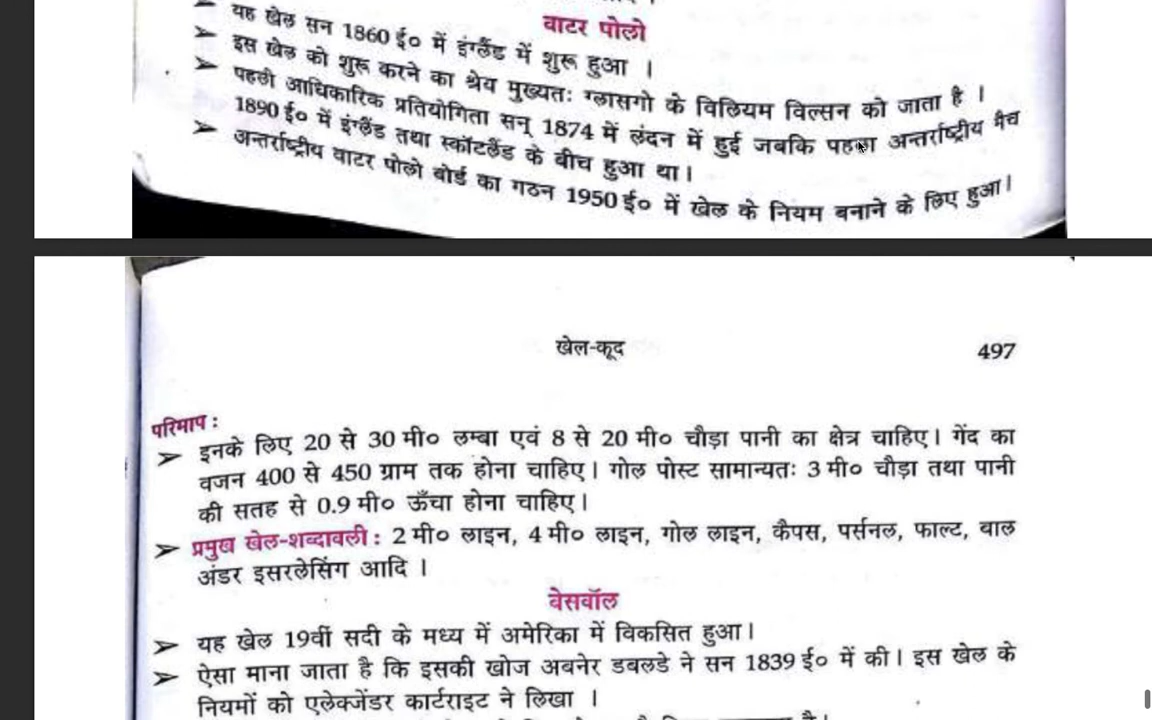 वाटर पोलो
➤ यह खेल सन 1860 ई० में इंग्लैंड में शुरू हुआ ।
➤ इस खेल को शुरू करने का श्रेय मुख्यतः ग्लासगो के विलियम विल्सन को जाता है ।
➤ पहली आधिकारिक प्रतियोगिता सन् 1874 में लंदन में हुई जबकि पहला अन्तर्राष्ट्रीय मैच
1890 ई० में इंग्लैंड तथा स्कॉटलैंड के बीच हुआ था।
➤ अन्तर्राष्ट्रीय वाटर पोलो बोर्ड का गठन 1950 ई० में खेल के नियम बनाने के लिए हुआ।
खेल-कूद 497
परिमाप :
➤ इनके लिए 20 से 30 मी० लम्बा एवं 8 से 20 मी० चौड़ा पानी का क्षेत्र चाहिए। गेंद का
वजन 400 से 450 ग्राम तक होना चाहिए। गोल पोस्ट सामान्यतः 3 मी० चौड़ा तथा पानी
की सतह से 0.9 मी० ऊँचा होना चाहिए।
➤ प्रमुख खेल-शब्दावली : 2 मी० लाइन, 4 मी० लाइन, गोल लाइन, कैपस, पर्सनल, फाल्ट, बाल
अंडर इसरलेसिंग आदि ।
बेसबॉल
➤ यह खेल 19वीं सदी के मध्य में अमेरिका में विकसित हुआ।
➤ ऐसा माना जाता है कि इसकी खोज अबनेर डबलडे ने सन 1839 ई० में की। इस खेल के
नियमों को एलेक्जेंडर कार्टराइट ने लिखा ।